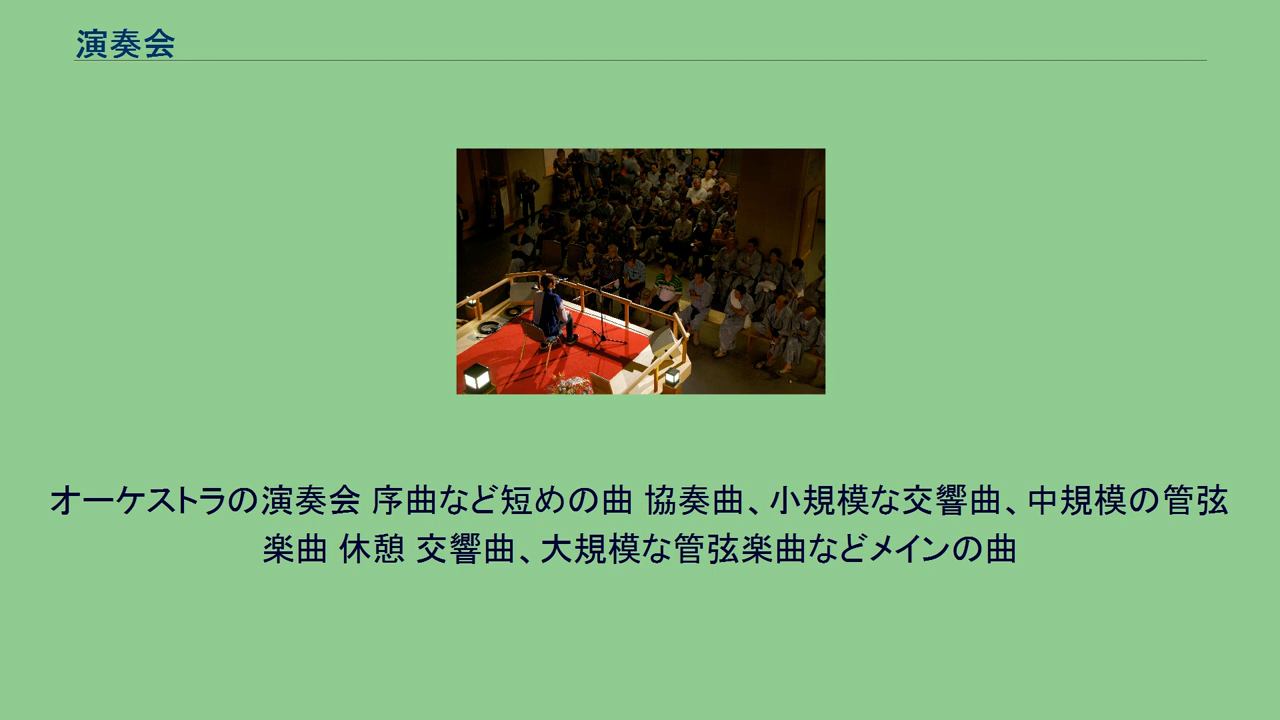 演奏会
オーケストラの演奏会 序曲など短めの曲 協奏曲、小規模な交響曲、中規模の管弦
楽曲 休憩 交響曲、大規模な管弦楽曲などメインの曲